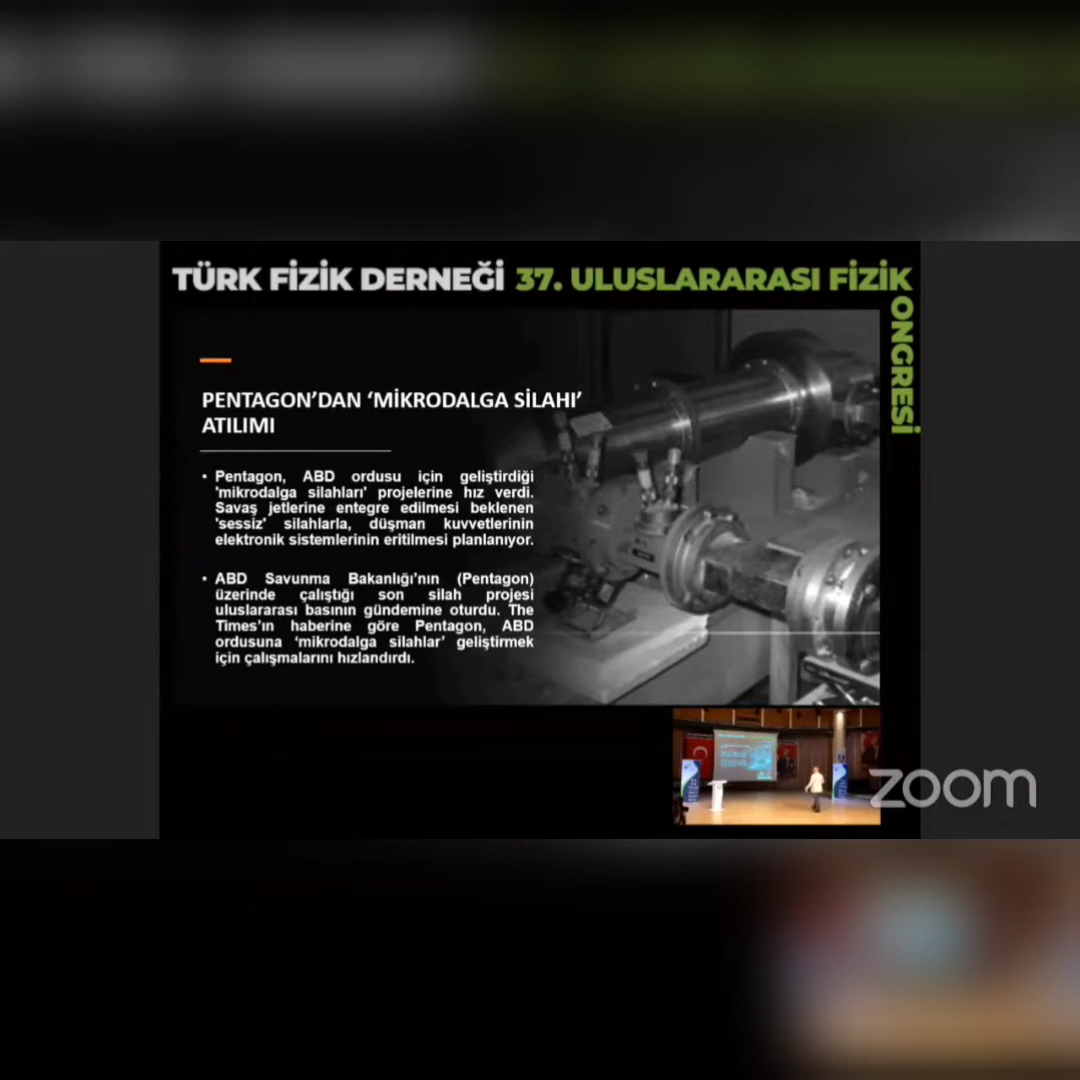 TÜRK FİZİK DERNEĞİ 37. ULUSLARARASI FİZİK
ONGRESİ
PENTAGON’DAN ‘MİKRODALGA SİLAHI’
ATILIMI
• Pentagon, ABD ordusu için geliştirdiği
'mikrodalga silahları' projelerine hız verdi.
Savaş jetlerine entegre edilmesi beklenen
'sessiz' silahlarla, düşman kuvvetlerinin
elektronik sistemlerinin eritilmesi planlanıyor.
• ABD Savunma Bakanlığı’nın (Pentagon)
üzerinde çalıştığı son silah projesi
uluslararası basının gündemine oturdu. The
Times’ın haberine göre Pentagon, ABD
ordusuna ‘mikrodalga silahlar’ geliştirmek
için çalışmalarını hızlandırdı.
zoom